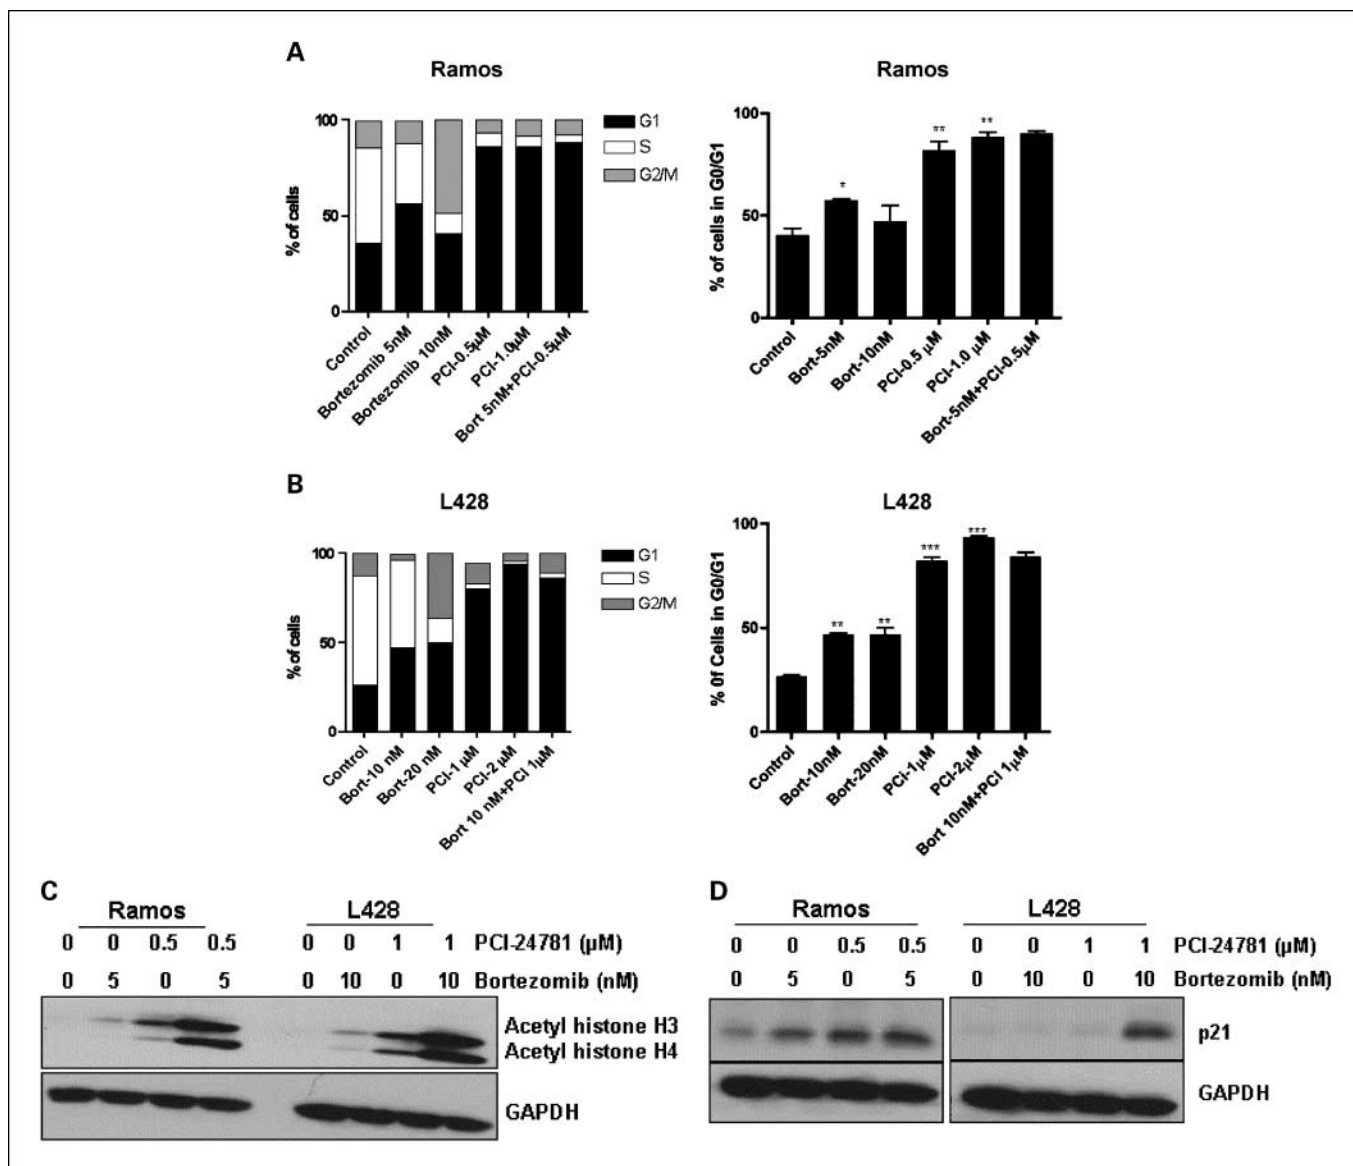 A
Ramos
Ramos
100
50
0
% of cells
G1
S
G2/M
Control
Bortezomib 5nM
Bortezomib 10nM
PCI-0.5µM
PCI-1.0µM
Bort 5nM+PCI-0.5µM
100
50
0
% of cells in G0/G1
*
**
**
Control
Bort-5nM
Bort-10nM
PCI-0.5 µM
PCI-1.0 µM
Bort-5nM+PCI-0.5µM
B
L428
L428
100
50
0
% of cells
G1
S
G2/M
Control
Bort-10 nM
Bort-20 nM
PCI-1 µM
PCI-2 µM
Bort 10 nM+PCI 1µM
100
50
0
% Of Cells in G0/G1
**
**
***
***
Control
Bort-10nM
Bort-20nM
PCI-1µM
PCI-2µM
Bort 10nM+PCI 1µM
C
Ramos L428
0 0 0.5 0.5 0 0 1 1 PCI-24781 (µM)
0 5 0 5 0 10 0 10 Bortezomib (nM)
Acetyl histone H3
Acetyl histone H4
GAPDH
D
Ramos L428
0 0 0.5 0.5 0 0 1 1 PCI-24781 (µM)
0 5 0 5 0 10 0 10 Bortezomib (nM)
p21
GAPDH